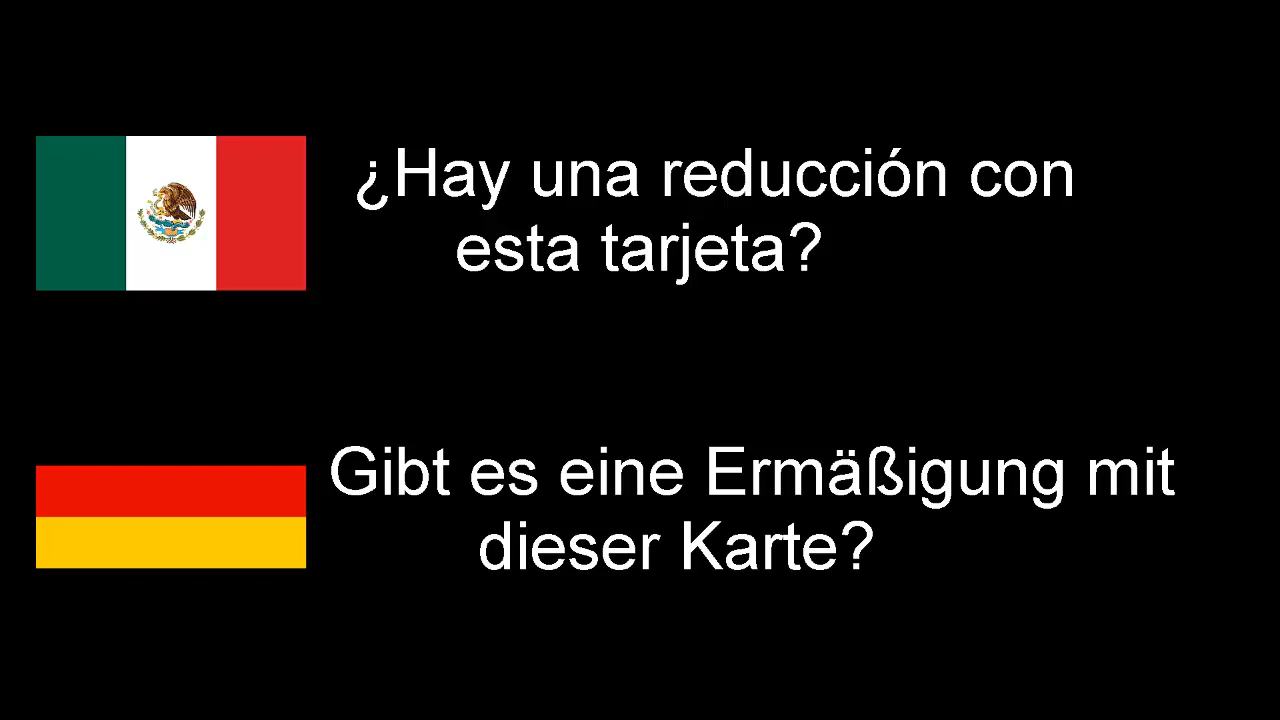 ¿Hay una reducción con
esta tarjeta?
Gibt es eine Ermäßigung mit
dieser Karte?